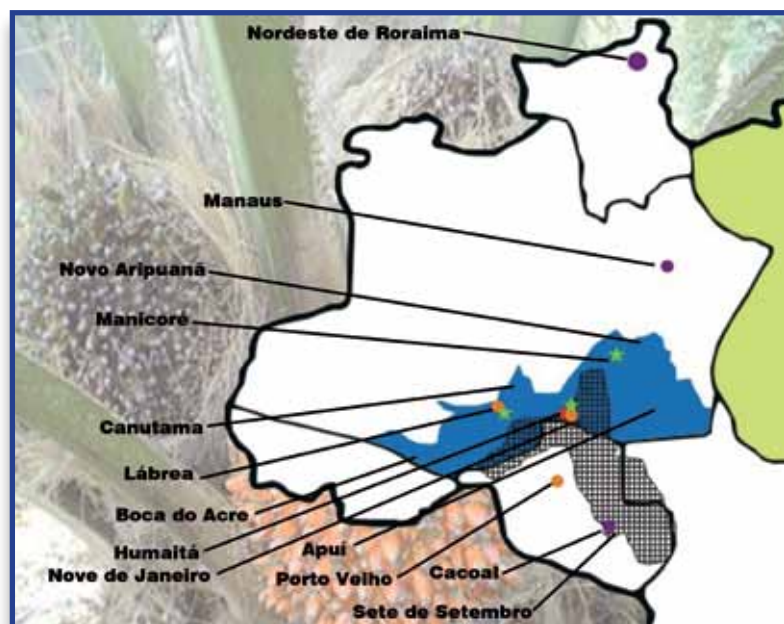 Nordeste de Roraima
Manaus
Novo Aripuanã
Manicoré
Canutama
Lábrea
Boca do Acre
Humaitá
Apuí
Nove de Janeiro
Porto Velho
Cacoal
Sete de Setembro